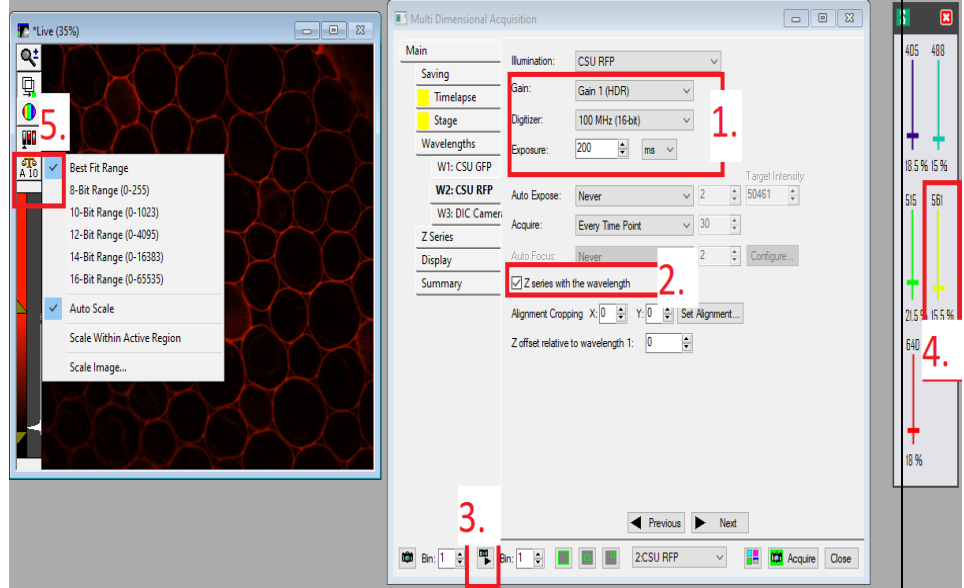 *Live (35%)
5.
A 10
Best Fit Range
8-Bit Range (0-255)
10-Bit Range (0-1023)
12-Bit Range (0-4095)
14-Bit Range (0-16383)
16-Bit Range (0-65535)
Auto Scale
Scale Within Active Region
Scale Image...
Multi Dimensional Acquisition
Main
Saving
Timelapse
Stage
Wavelengths
W1: CSU GFP
W2: CSU RFP
W3: DIC Camer
Z Series
Display
Summary
Illumination: CSU RFP
Gain: Gain 1 (HDR)
Digitizer: 100 MHz (16-bit)
Exposure: 200 ms
1.
Target Intensity:
Auto Expose: Never 2 50461
Acquire: Every Time Point 30
Auto Focus: Never 2 Configure...
Z series with the wavelength
2.
Alignment Cropping X: 0 Y: 0 Set Alignment...
Z offset relative to wavelength 1: 0
Previous Next
3.
Bin: 1 Bin: 1 2:CSU RFP Acquire Close
405 488
18.5 % 15 %
515 561
21.5 % 15.5 %
640
4.
18 %